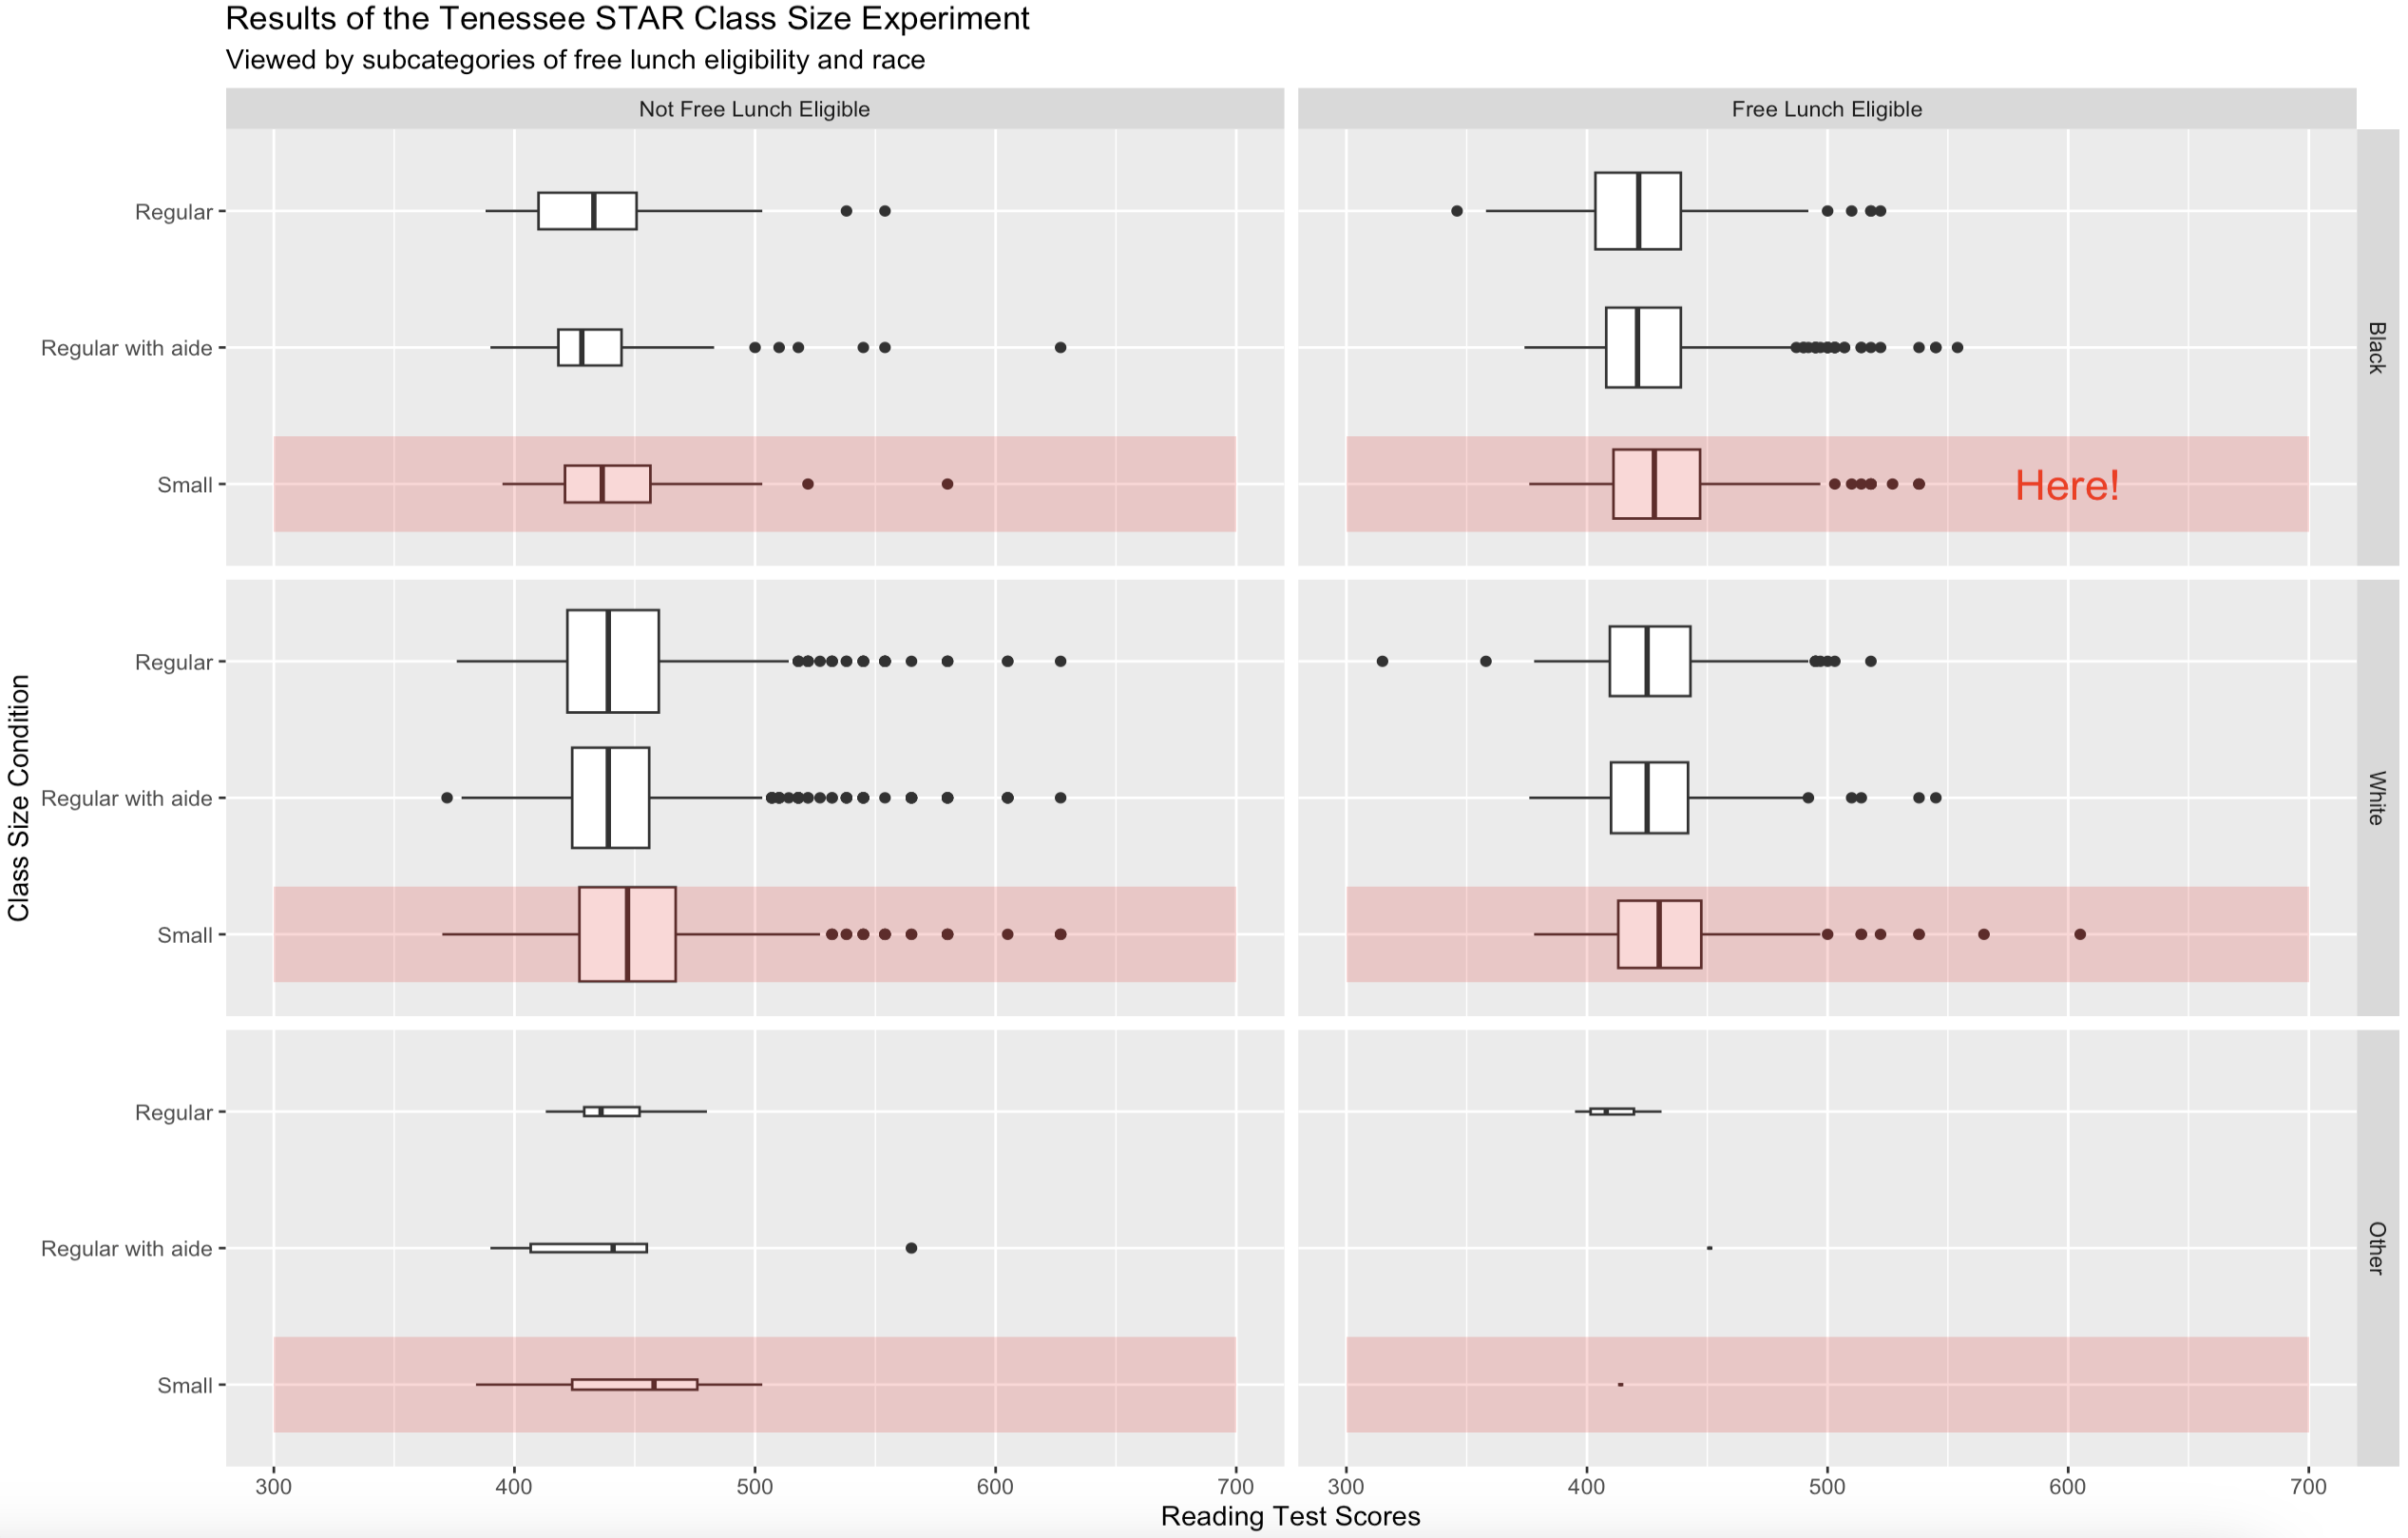 Results of the Tenessee STAR Class Size Experiment
Viewed by subcategories of free lunch eligibility and race
Not Free Lunch Eligible
Free Lunch Eligible
Regular
Regular with aide
Small
Here!
Black
Regular
Regular with aide
Small
White
Regular
Regular with aide
Small
Other
Class Size Condition
300 400 500 600 700
300 400 500 600 700
Reading Test Scores